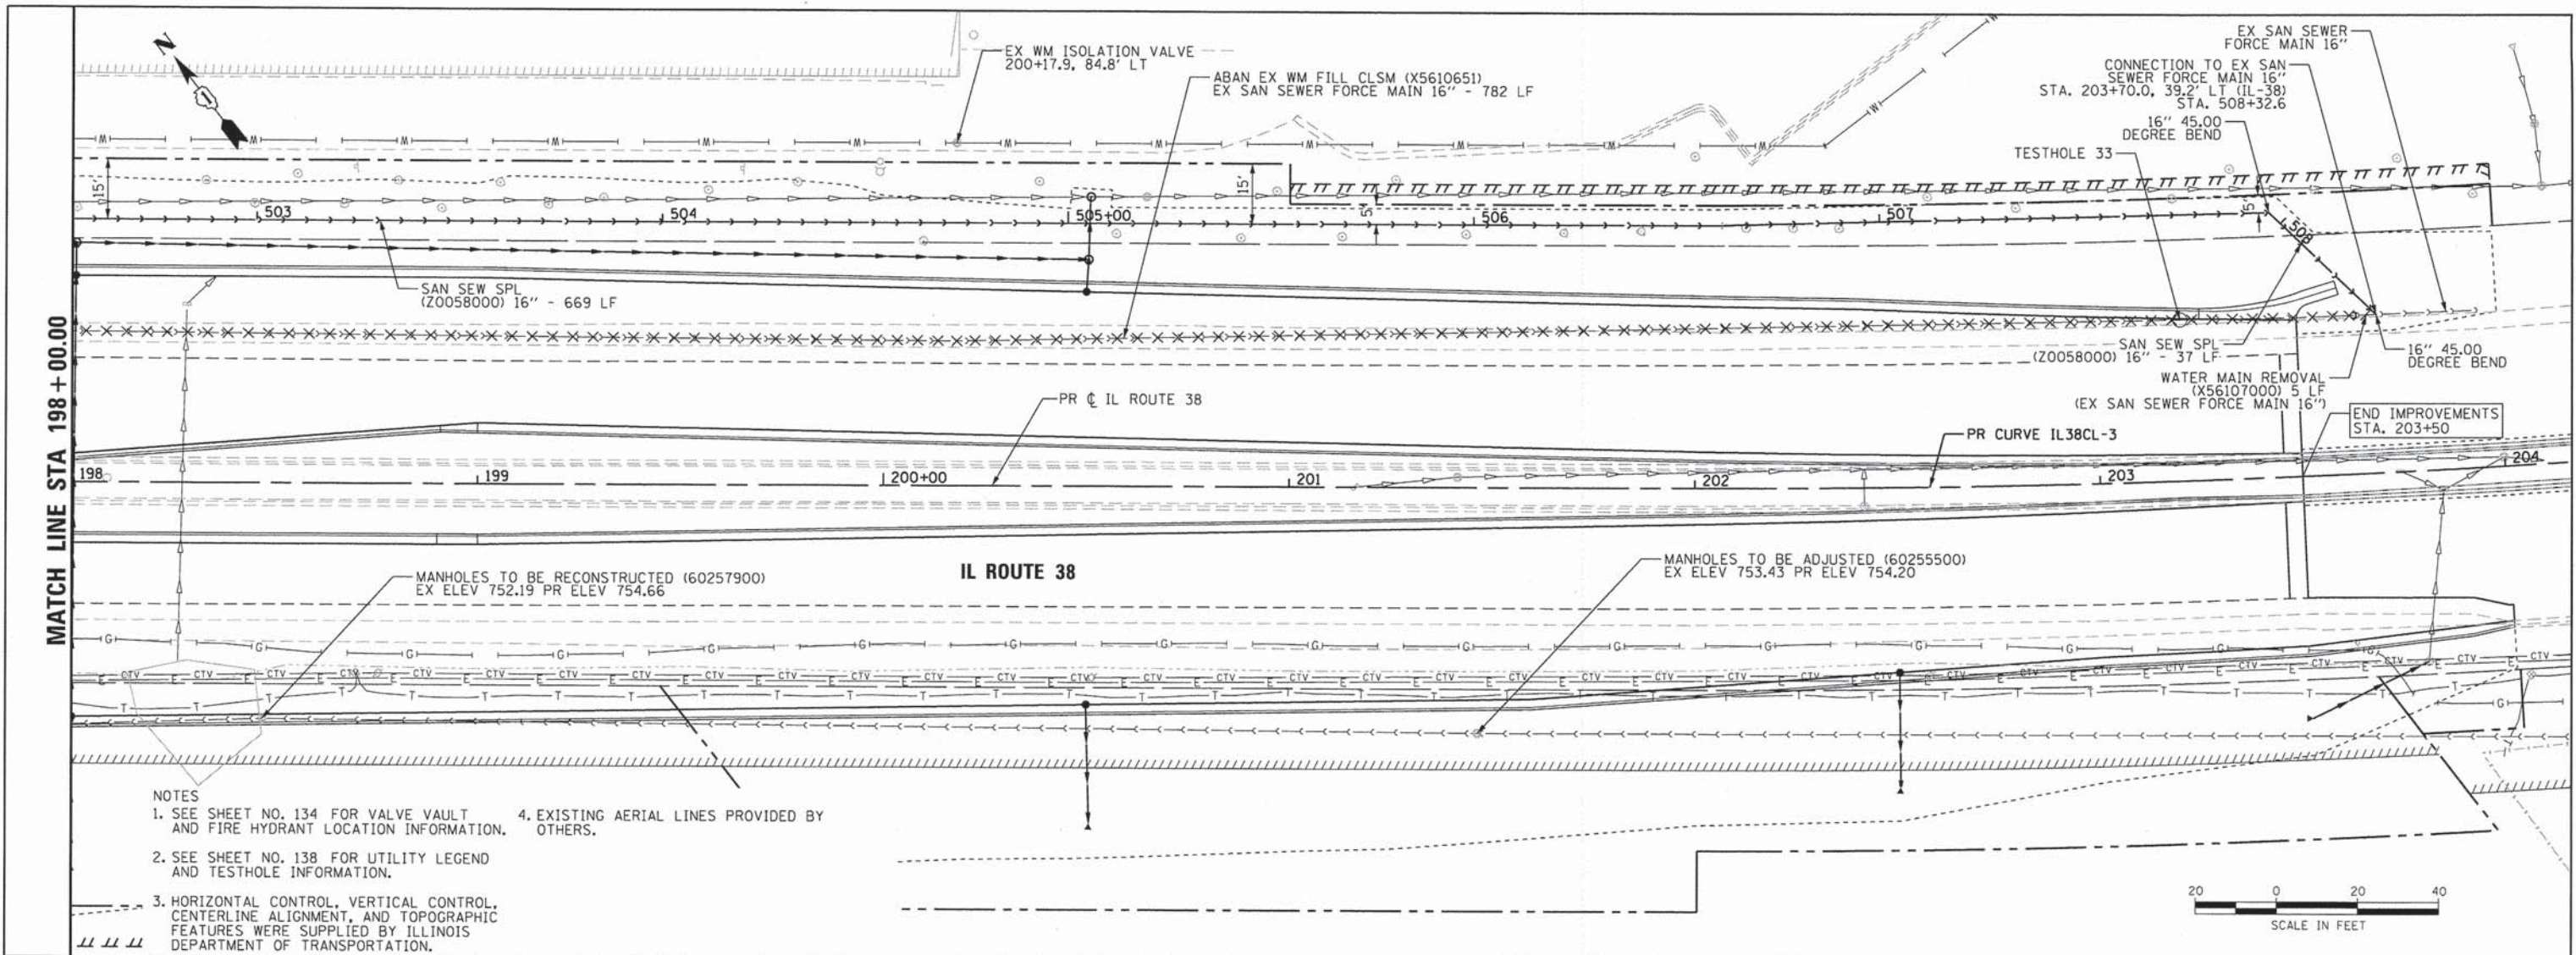 N
1
EX WM ISOLATION VALVE
200+17.9, 84.8' LT
ABAN EX WM FILL CLSM (X5610651)
EX SAN SEWER FORCE MAIN 16" - 782 LF
EX SAN SEWER
FORCE MAIN 16"
CONNECTION TO EX SAN
SEWER FORCE MAIN 16"
STA. 203+70.0, 39.2' LT (IL-38)
STA. 508+32.6
16" 45.00
DEGREE BEND
TESTHOLE 33
15'
15'
5'
5'
503
504
505+00
506
507
508
SAN SEW SPL
(Z0058000) 16" - 669 LF
SAN SEW SPL
(Z0058000) 16" - 37 LF
16" 45.00
DEGREE BEND
WATER MAIN REMOVAL
(X56107000) 5 LF
(EX SAN SEWER FORCE MAIN 16")
MATCH LINE STA 198+00.00
PR ℄ IL ROUTE 38
PR CURVE IL38CL-3
END IMPROVEMENTS
STA. 203+50
198
199
200+00
201
202
203
204
IL ROUTE 38
MANHOLES TO BE RECONSTRUCTED (60257900)
EX ELEV 752.19 PR ELEV 754.66
MANHOLES TO BE ADJUSTED (60255500)
EX ELEV 753.43 PR ELEV 754.20
NOTES
1. SEE SHEET NO. 134 FOR VALVE VAULT
AND FIRE HYDRANT LOCATION INFORMATION.
2. SEE SHEET NO. 138 FOR UTILITY LEGEND
AND TESTHOLE INFORMATION.
3. HORIZONTAL CONTROL, VERTICAL CONTROL,
CENTERLINE ALIGNMENT, AND TOPOGRAPHIC
FEATURES WERE SUPPLIED BY ILLINOIS
DEPARTMENT OF TRANSPORTATION.
4. EXISTING AERIAL LINES PROVIDED BY
OTHERS.
20 0 20 40
SCALE IN FEET